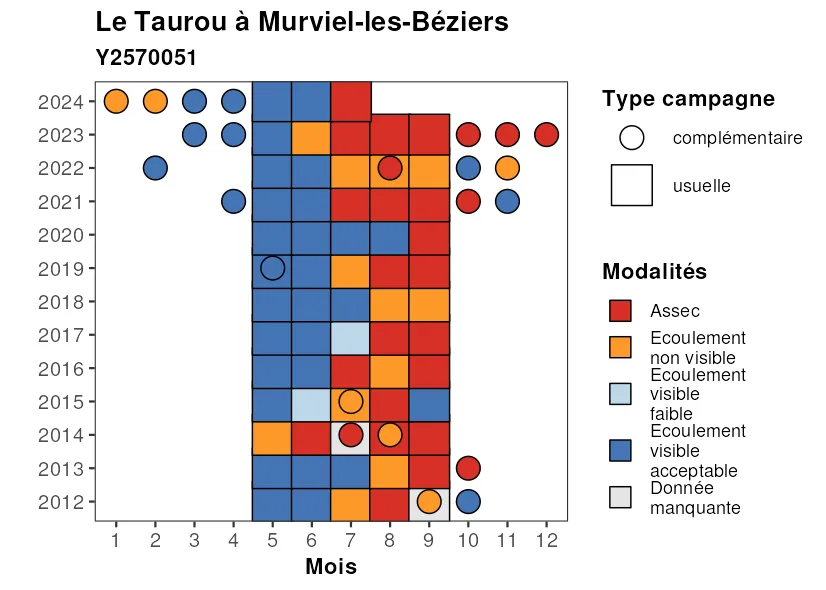 Le Taurou à Murviel-les-Béziers
Y2570051
2024
2023
2022
2021
2020
2019
2018
2017
2016
2015
2014
2013
2012
1 2 3 4 5 6 7 8 9 10 11 12
Mois
Type campagne
complémentaire
usuelle
Modalités
Assec
Ecoulement
non visible
Ecoulement
visible
faible
Ecoulement
visible
acceptable
Donnée
manquante